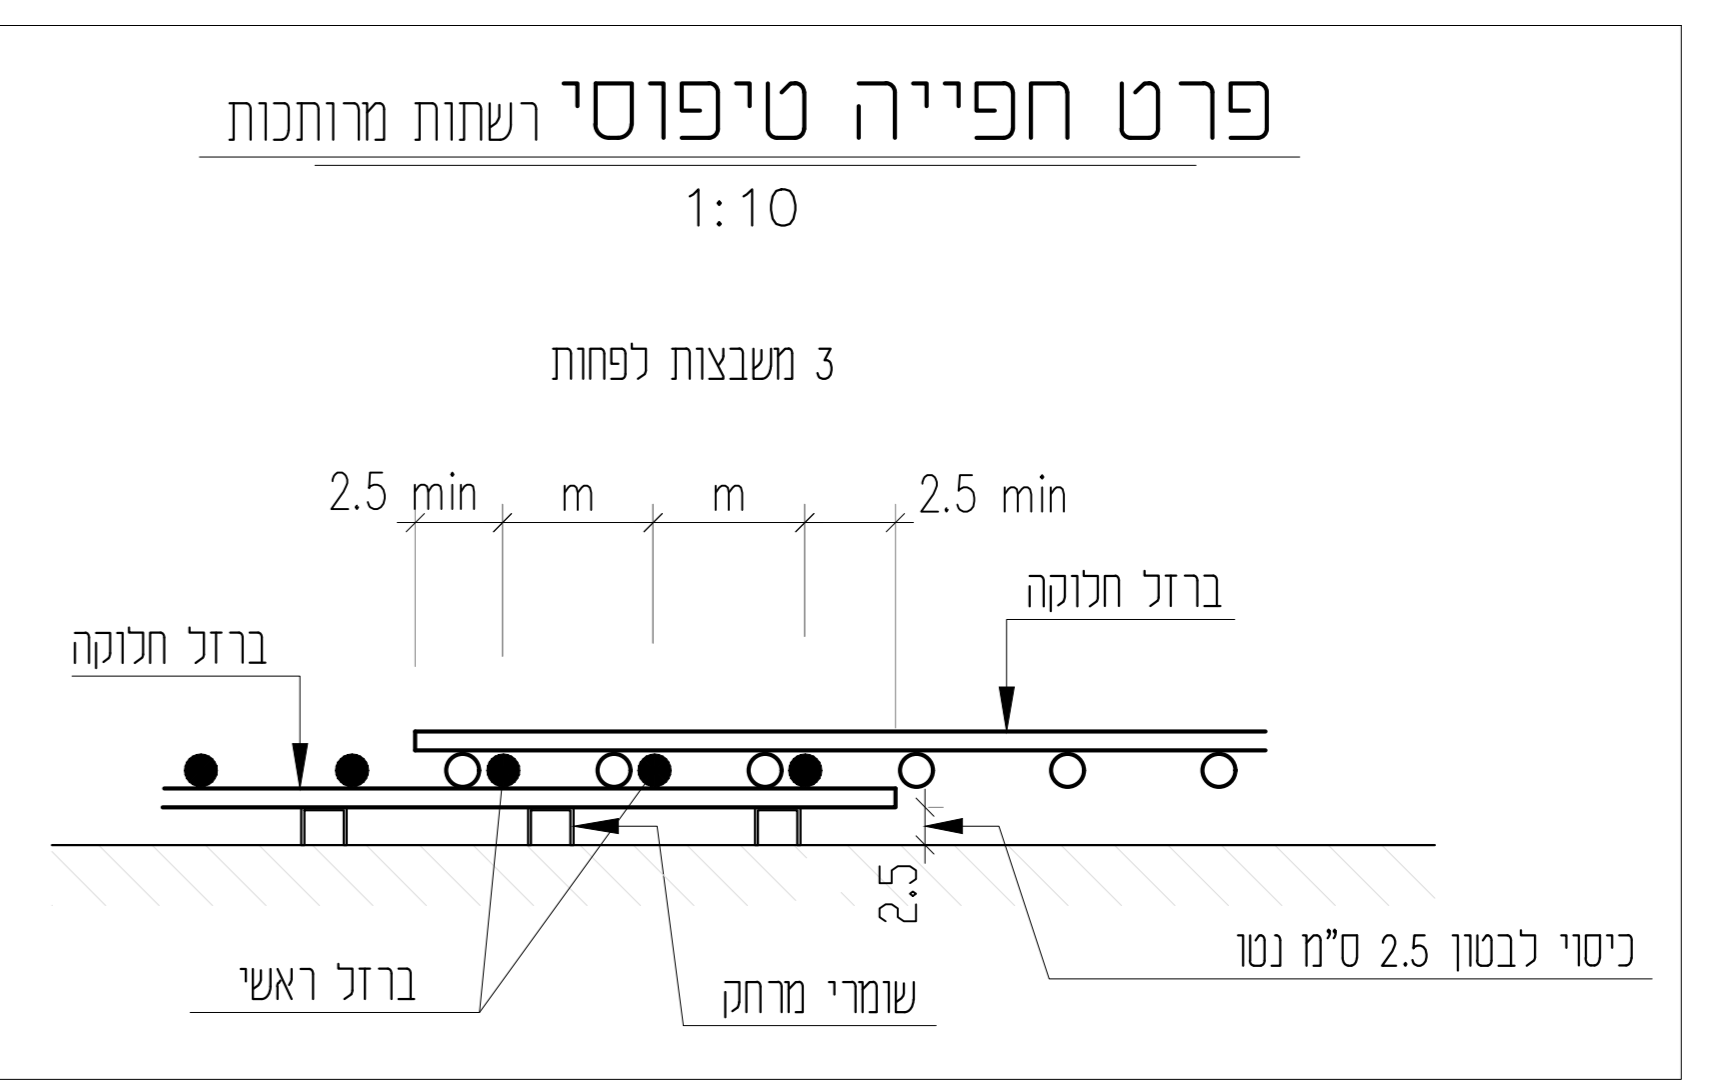 פרט חפייה טיפוסי רשתות מרותכות
1:10
3 משבצות לפחות
2.5 min
m
m
2.5 min
ברזל חלוקה
ברזל חלוקה
2.5
כיסוי לבטון 2.5 ס"מ נטו
ברזל ראשי
שומרי מרחק